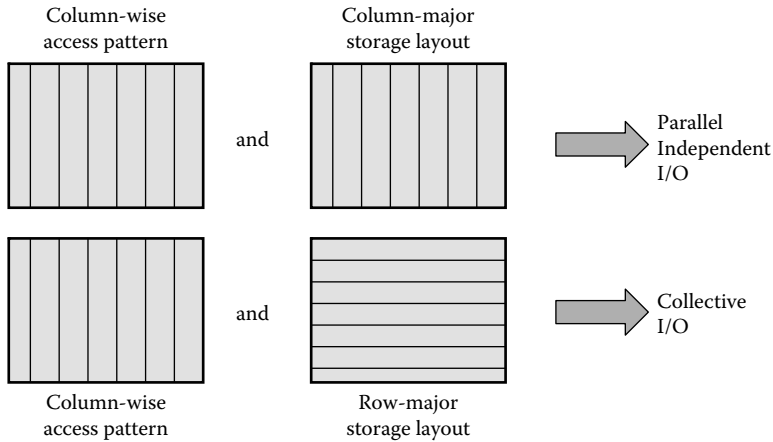 Column-wise
access pattern
Column-major
storage layout
and
Parallel
Independent
I/O
and
Collective
I/O
Column-wise
access pattern
Row-major
storage layout